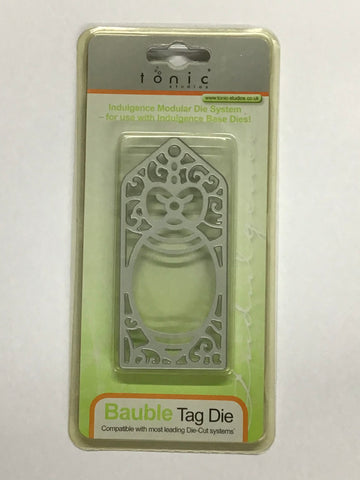 tonic
studios
www.tonic-studios.co.uk
Indulgence Modular Die System
– for use with Indulgence Base Dies!
Bauble Tag Die
Compatible with most leading Die-Cut systems*